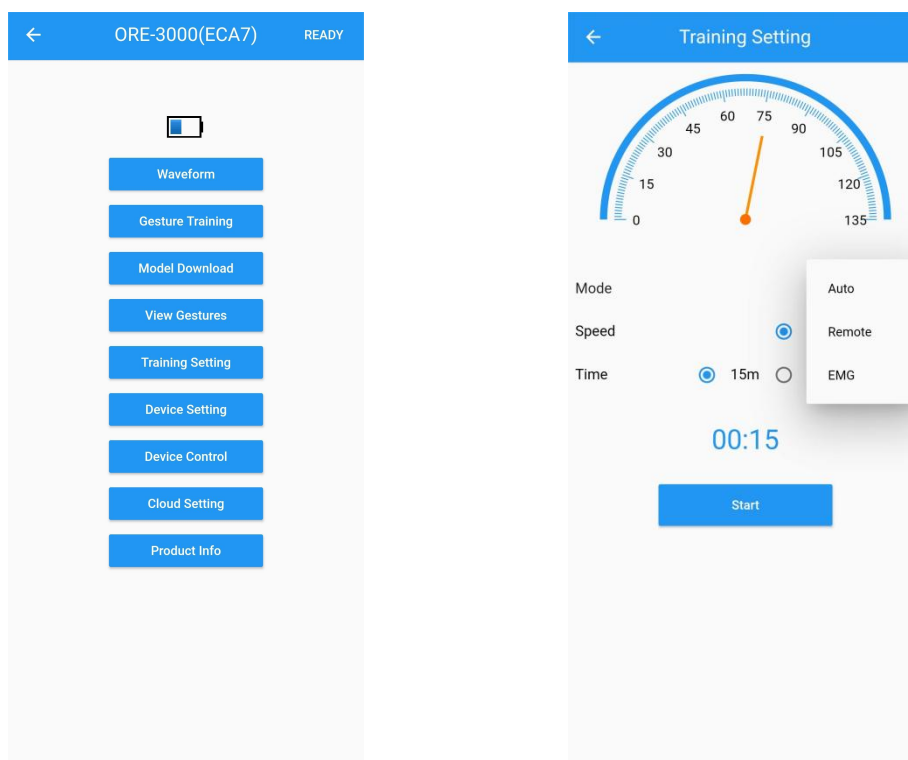 ORE-3000(ECA7) READY
Waveform
Gesture Training
Model Download
View Gestures
Training Setting
Device Setting
Device Control
Cloud Setting
Product Info
Training Setting
0 15 30 45 60 75 90 105 120 135
Mode
Auto
Speed
Remote
Time 15m
EMG
00:15
Start